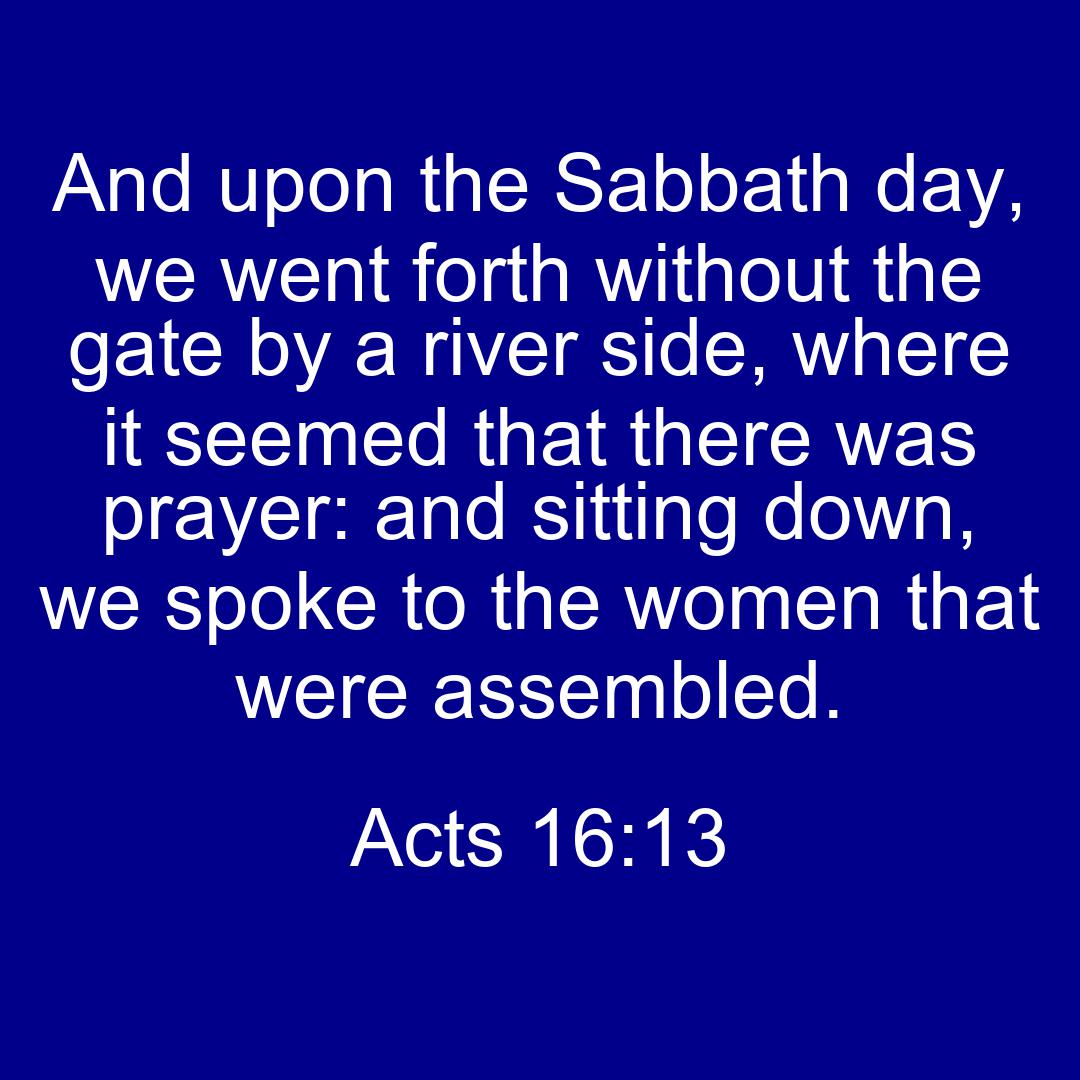 And upon the Sabbath day,
we went forth without the
gate by a river side, where
it seemed that there was
prayer: and sitting down,
we spoke to the women that
were assembled.
Acts 16:13